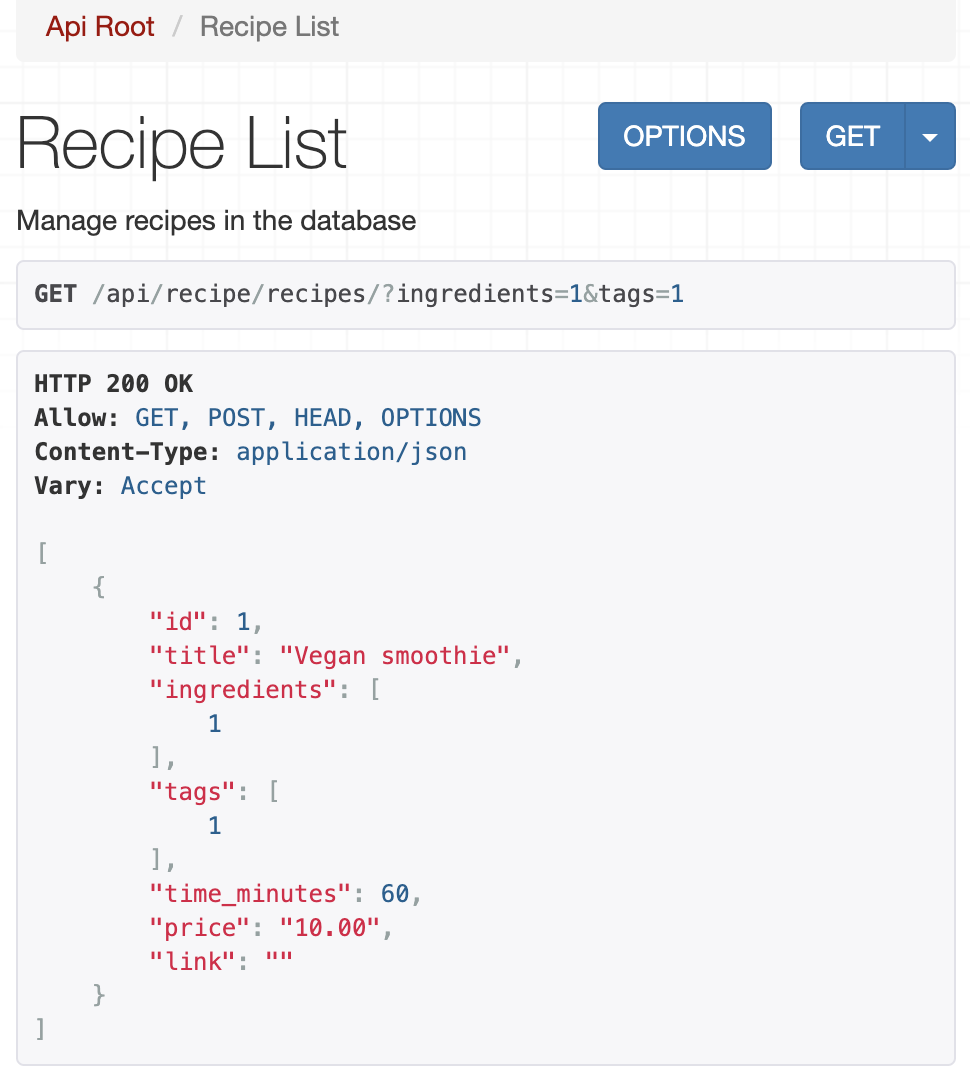 Api Root / Recipe List
Recipe List
OPTIONS
GET
Manage recipes in the database
GET /api/recipe/recipes/?ingredients=1&tags=1
HTTP 200 OK
Allow: GET, POST, HEAD, OPTIONS
Content-Type: application/json
Vary: Accept
[
    {
        "id": 1,
        "title": "Vegan smoothie",
        "ingredients": [
            1
        ],
        "tags": [
            1
        ],
        "time_minutes": 60,
        "price": "10.00",
        "link": ""
    }
]